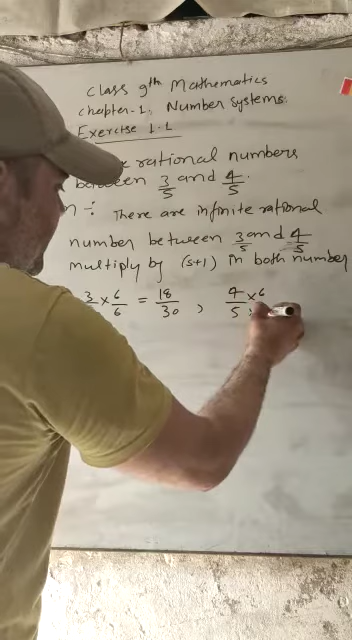 Class 9th Mathematics
Chapter-1, Number Systems.
Exercise 1.1
rational numbers
between 3/5 and 4/5.
n :- There are infinite rational
number between 3/5 and 4/5
multiply by (5+1) in both number
3/ × 6/6 = 18/30 , 4/5 × 6